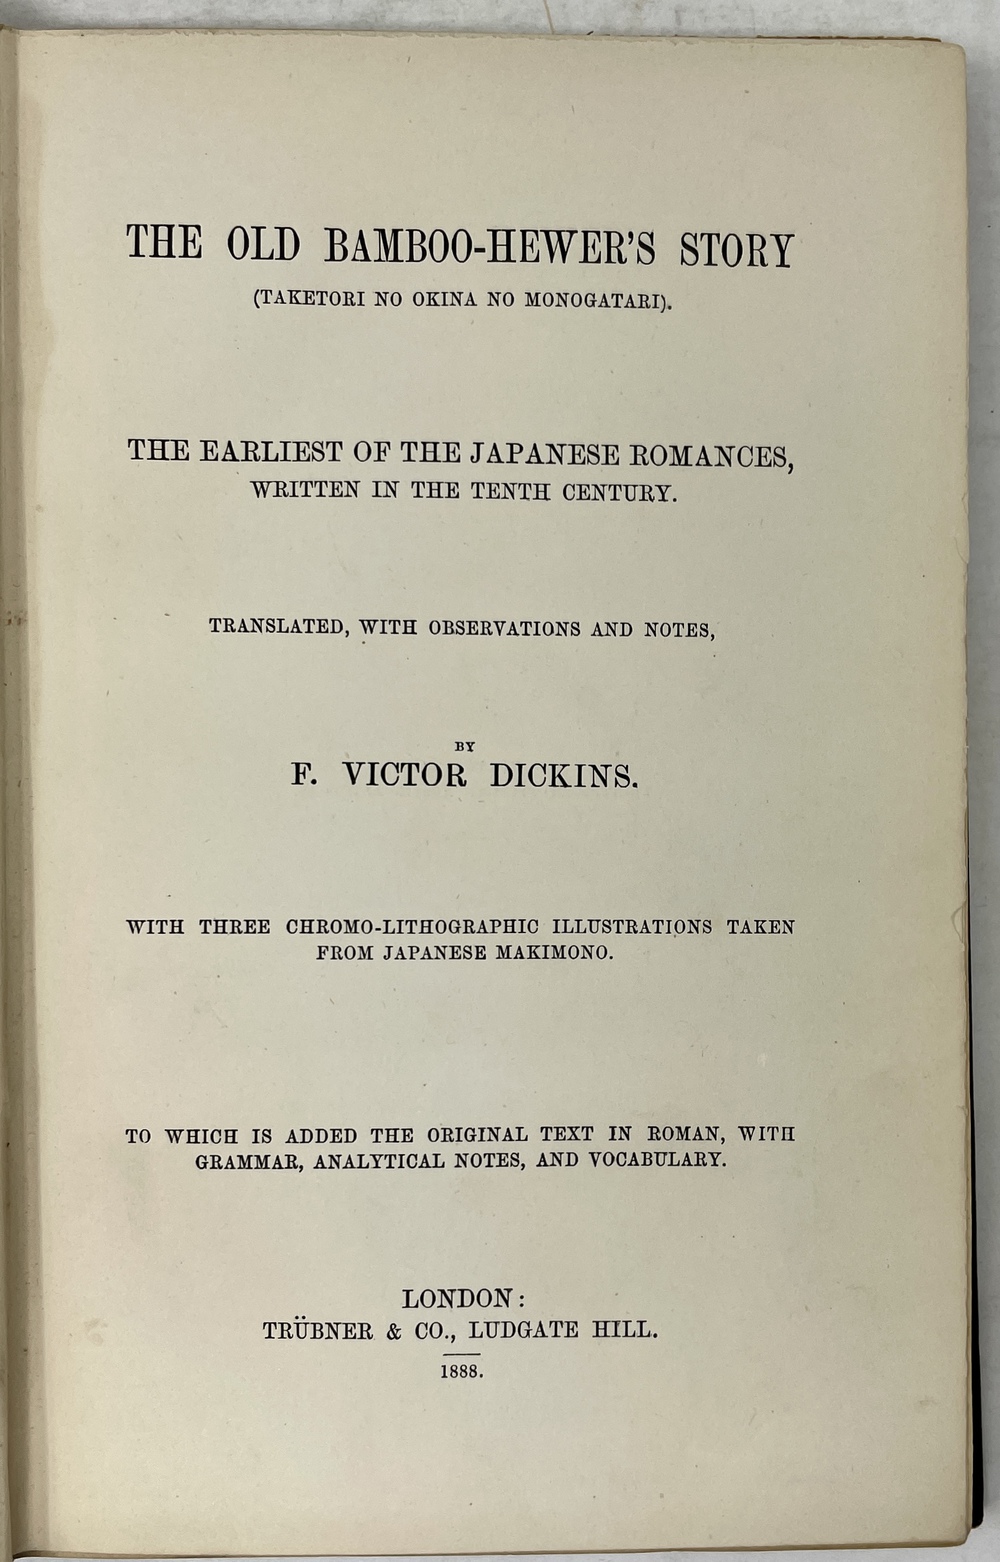 THE OLD BAMBOO-HEWER'S STORY
(TAKETORI NO OKINA NO MONOGATARI).
THE EARLIEST OF THE JAPANESE ROMANCES,
WRITTEN IN THE TENTH CENTURY.
TRANSLATED, WITH OBSERVATIONS AND NOTES,
BY
F. VICTOR DICKINS.
WITH THREE CHROMO-LITHOGRAPHIC ILLUSTRATIONS TAKEN
FROM JAPANESE MAKIMONO.
TO WHICH IS ADDED THE ORIGINAL TEXT IN ROMAN, WITH
GRAMMAR, ANALYTICAL NOTES, AND VOCABULARY.
LONDON:
TRÜBNER & CO., LUDGATE HILL.
1888.